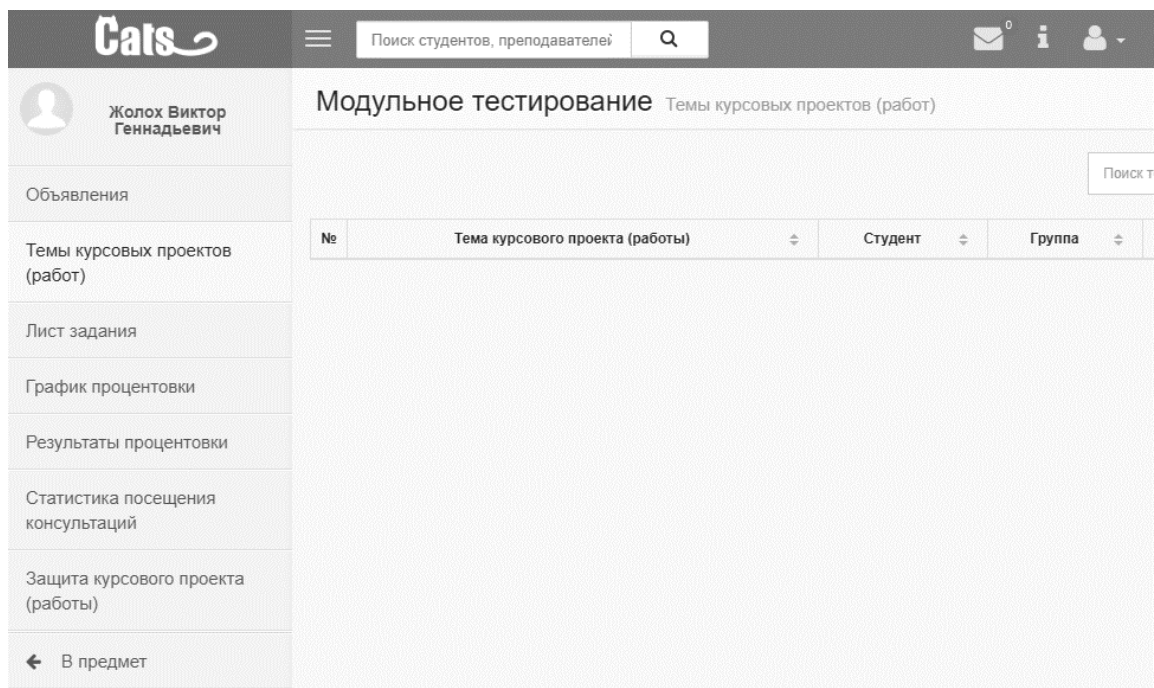 Cats
Поиск студентов, преподавателей
0
Жолох Виктор
Геннадьевич
Объявления
Темы курсовых проектов
(работ)
Лист задания
График процентовки
Результаты процентовки
Статистика посещения
консультаций
Защита курсового проекта
(работы)
В предмет
Модульное тестирование Темы курсовых проектов (работ)
Поиск т
№ Тема курсового проекта (работы) Студент Группа